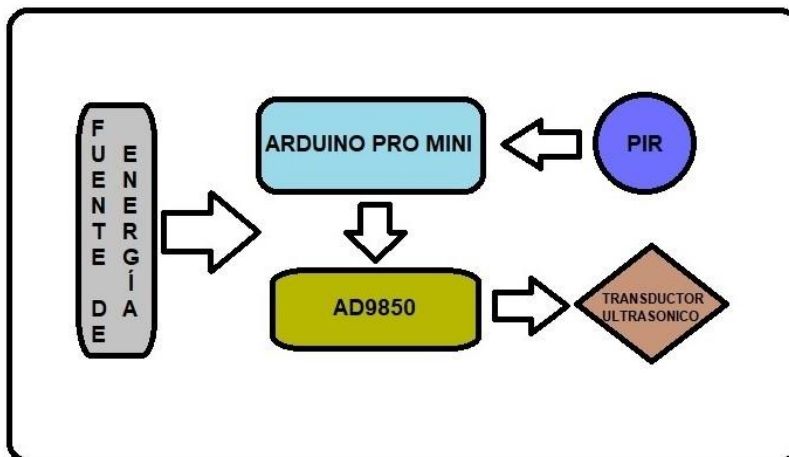 FUENTE DE
ENERGÍA
ARDUINO PRO MINI
PIR
AD9850
TRANSDUCTOR
ULTRASONICO